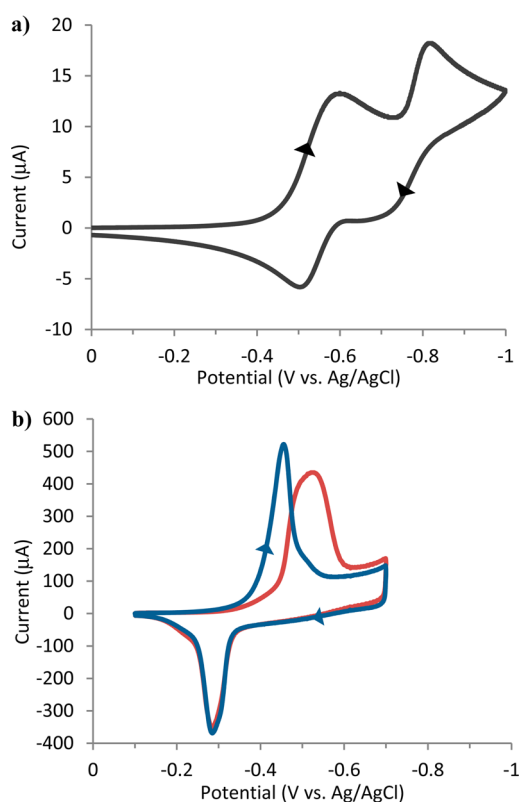 a)
20
15
10
5
0
-5
-10
Current (µA)
0 -0.2 -0.4 -0.6 -0.8 -1
Potential (V vs. Ag/AgCl)
b)
600
500
400
300
200
100
0
-100
-200
-300
-400
Current (µA)
0 -0.2 -0.4 -0.6 -0.8 -1
Potential (V vs. Ag/AgCl)